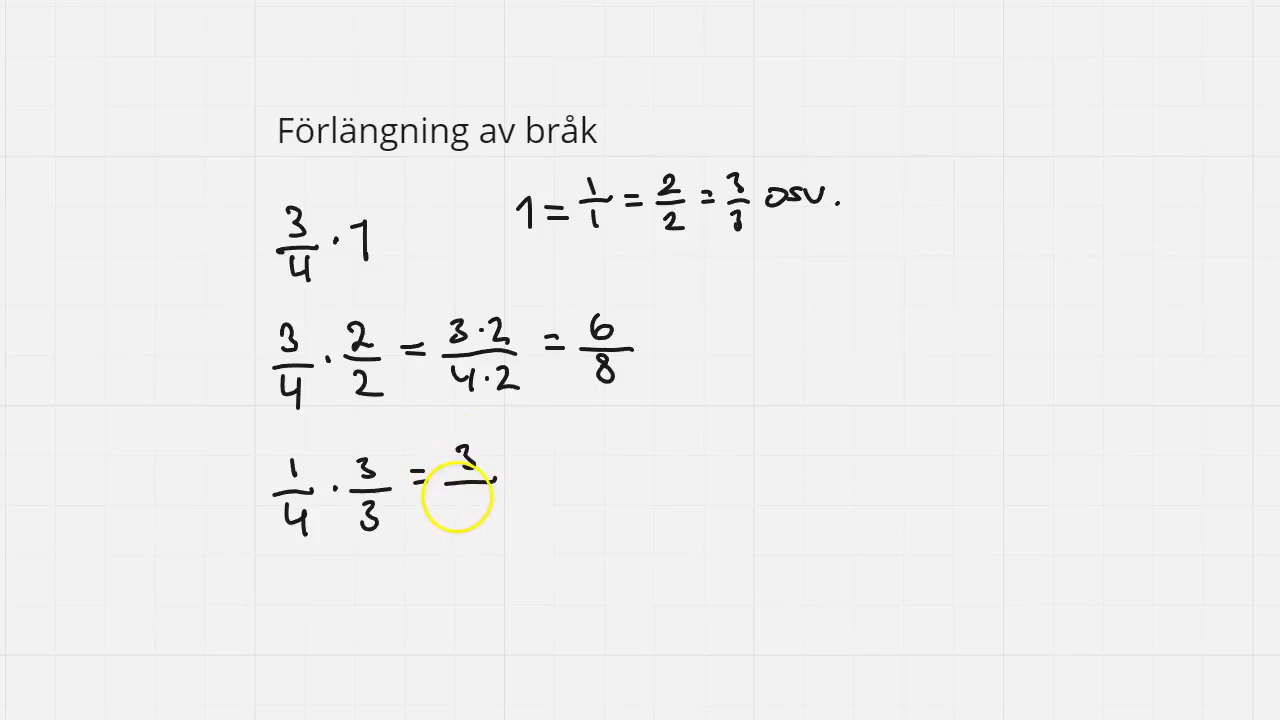 Förlängning av bråk
1 = 1/1 = 2/2 = 3/3 osv.
3/4 · 1
3/4 · 2/2 = 3·2/4·2 = 6/8
1/4 · 3/3 = 3/